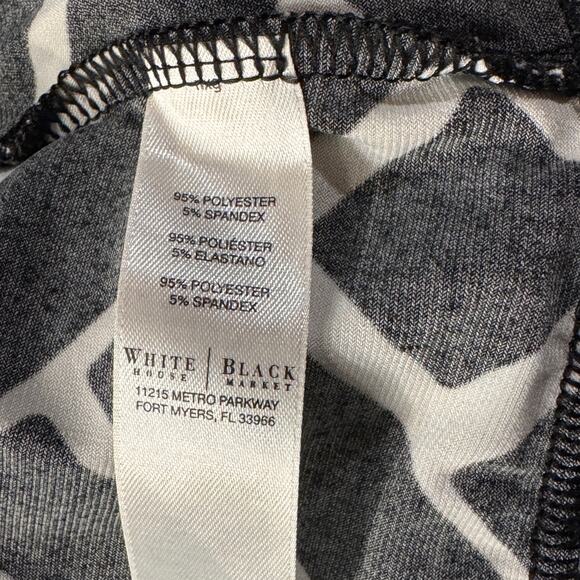 95% POLYESTER
5% SPANDEX
95% POLIÉSTER
5% ELASTANO
95% POLYESTER
5% SPANDEX
WHITE HOUSE | BLACK MARKET
11215 METRO PARKWAY
FORT MYERS, FL 33966